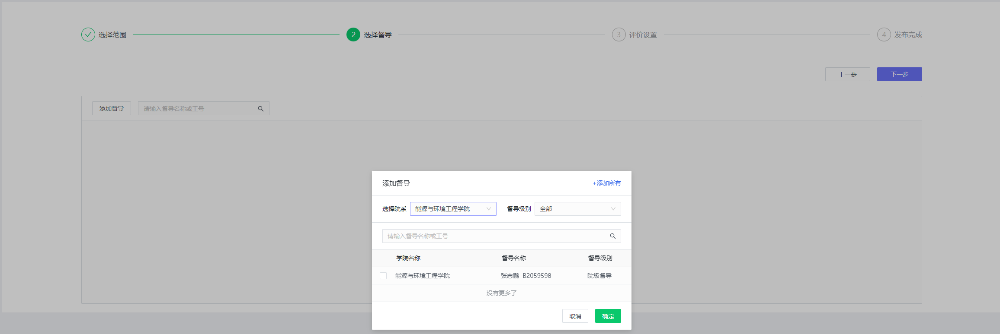 选择范围
2 选择督导
3 评价设置
4 发布完成
上一步 下一步
添加督导 请输入督导名称或工号
添加督导 +添加所有
选择院系 能源与环境工程学院 督导级别 全部
请输入督导名称或工号
学院名称 督导名称 督导级别
能源与环境工程学院 张志鹏 B2059598 院级督导
没有更多了
取消 确定